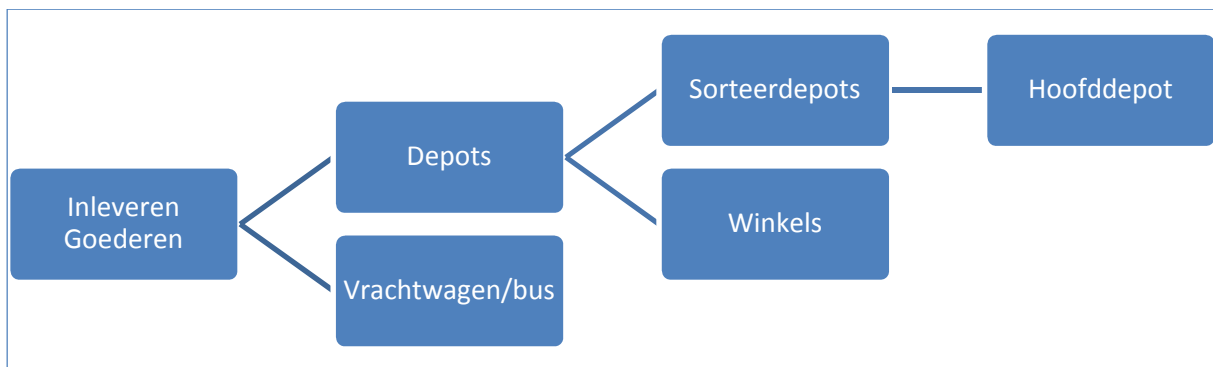 Inleveren
Goederen
Depots
Vrachtwagen/bus
Sorteerdepots
Winkels
Hoofddepot